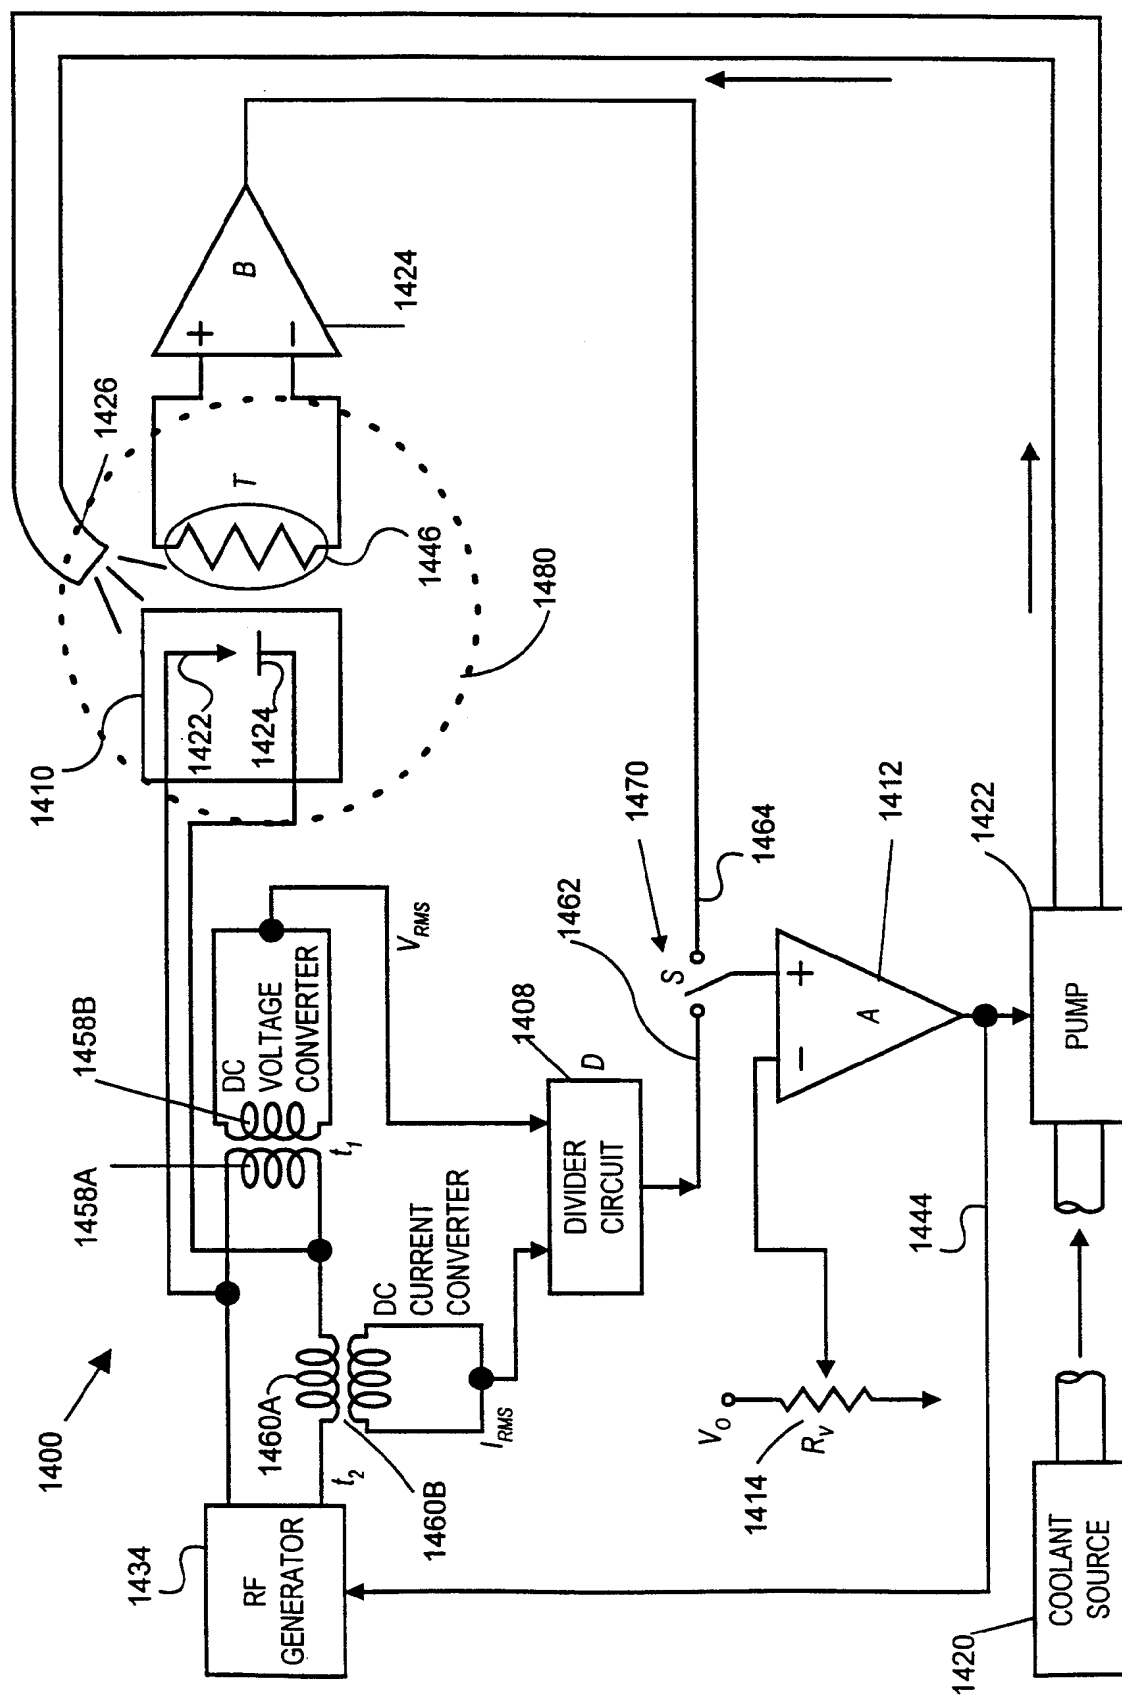 1400
1434
RF
GENERATOR
1460A
t2
1460B
IRMS
DC
CURRENT
CONVERTER
1458A
1458B
t1
DC
VOLTAGE
CONVERTER
VRMS
1410
1422
1424
1426
T
1446
1480
+
−
B
1424
1408
DIVIDER
CIRCUIT
D
1462
S
1470
1464
VO
RV
1414
−
+
A
1412
1444
1420
COOLANT
SOURCE
PUMP
1422